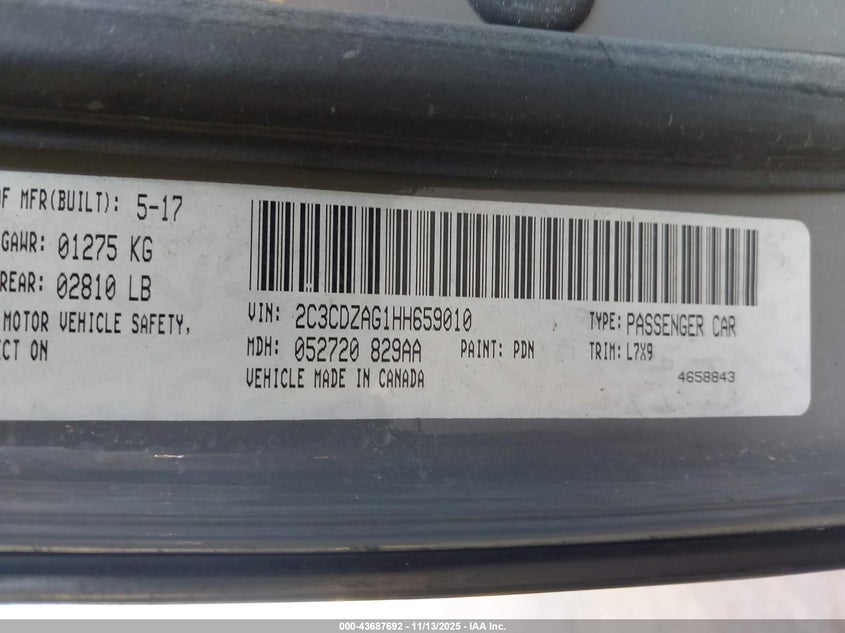 OF MFR(BUILT): 5-17
GAWR: 01275 KG
REAR: 02810 LB
MOTOR VEHICLE SAFETY,
ECT ON
VIN: 2C3CDZAG1HH659010
TYPE: PASSENGER CAR
MDH: 052720 829AA
PAINT: PDN
TRIM: L7X9
VEHICLE MADE IN CANADA
4658843
000-43687692 - 11/13/2025 - IAA Inc.